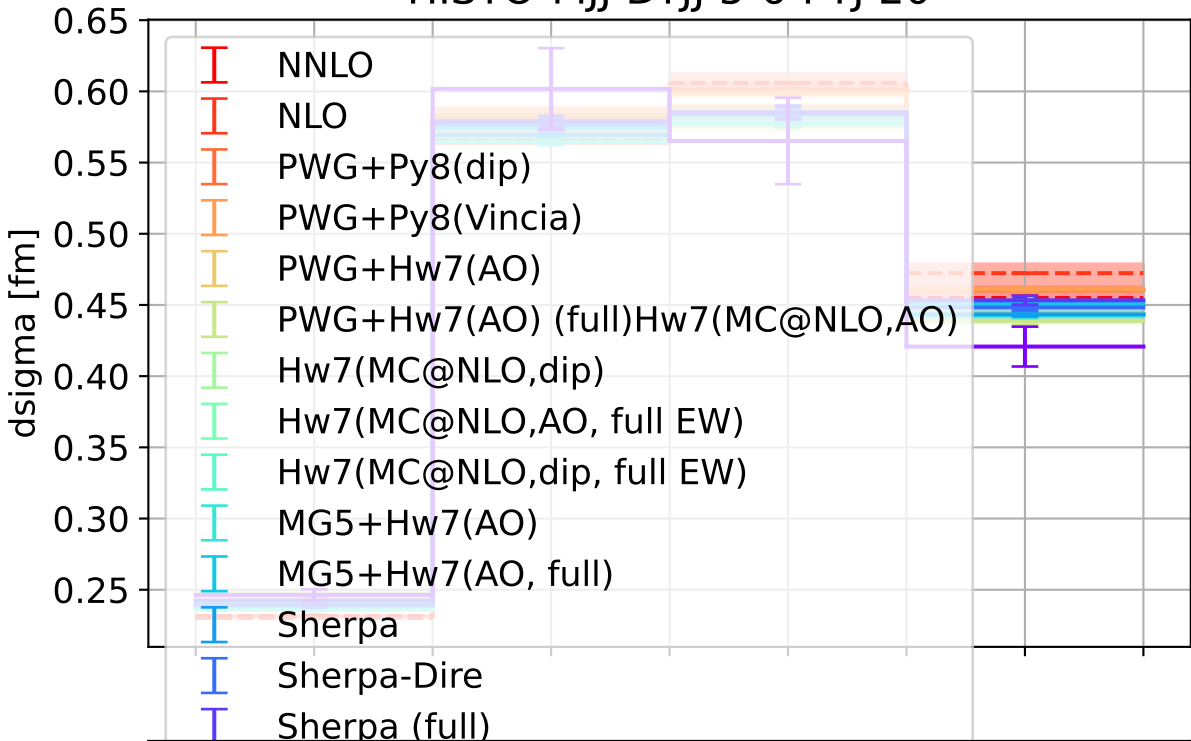 0.65
0.60
0.55
0.50
0.45
0.40
0.35
0.30
0.25
dsigma [fm]
NNLO
NLO
PWG+Py8(dip)
PWG+Py8(Vincia)
PWG+Hw7(AO)
PWG+Hw7(AO) (full)Hw7(MC@NLO,AO)
Hw7(MC@NLO,dip)
Hw7(MC@NLO,AO, full EW)
Hw7(MC@NLO,dip, full EW)
MG5+Hw7(AO)
MG5+Hw7(AO, full)
Sherpa
Sherpa-Dire
Sherpa (full)